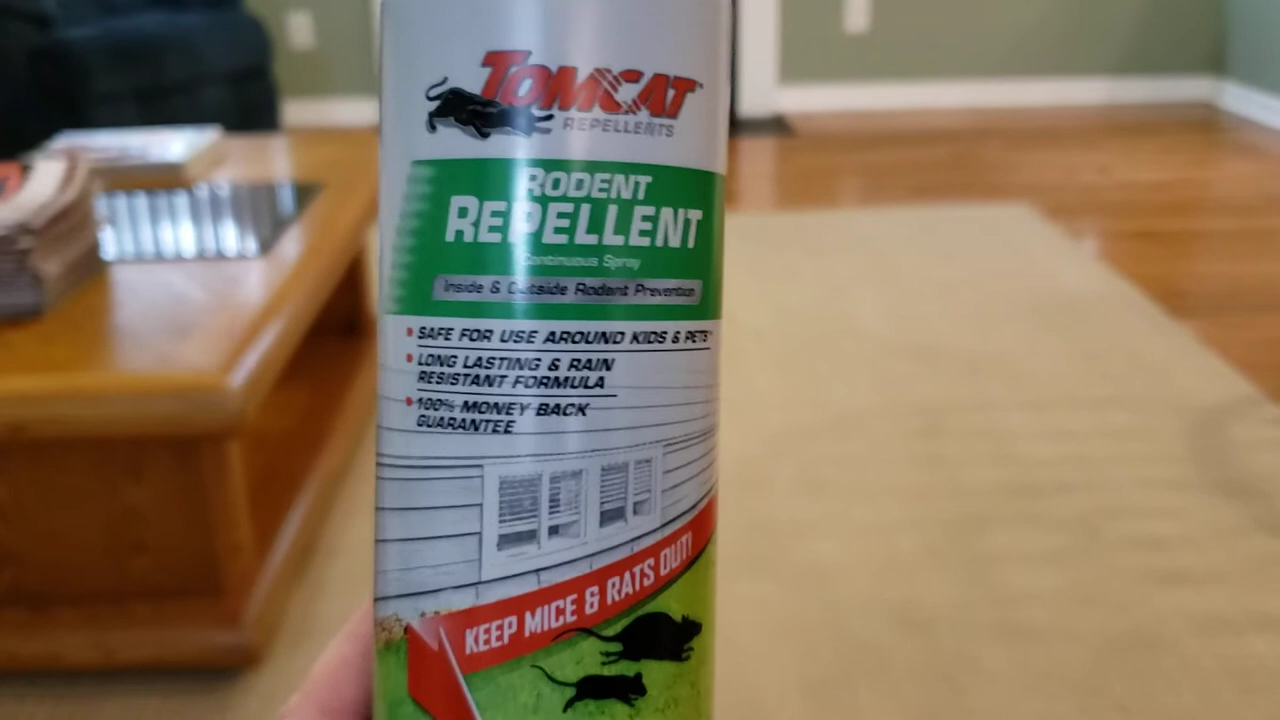 TOMCAT™
REPELLENTS
RODENT
REPELLENT
Continuous Spray
Inside & Outside Rodent Prevention
• SAFE FOR USE AROUND KIDS & PETS*
• LONG LASTING & RAIN
RESISTANT FORMULA
• 100% MONEY BACK
GUARANTEE
KEEP MICE & RATS OUT!